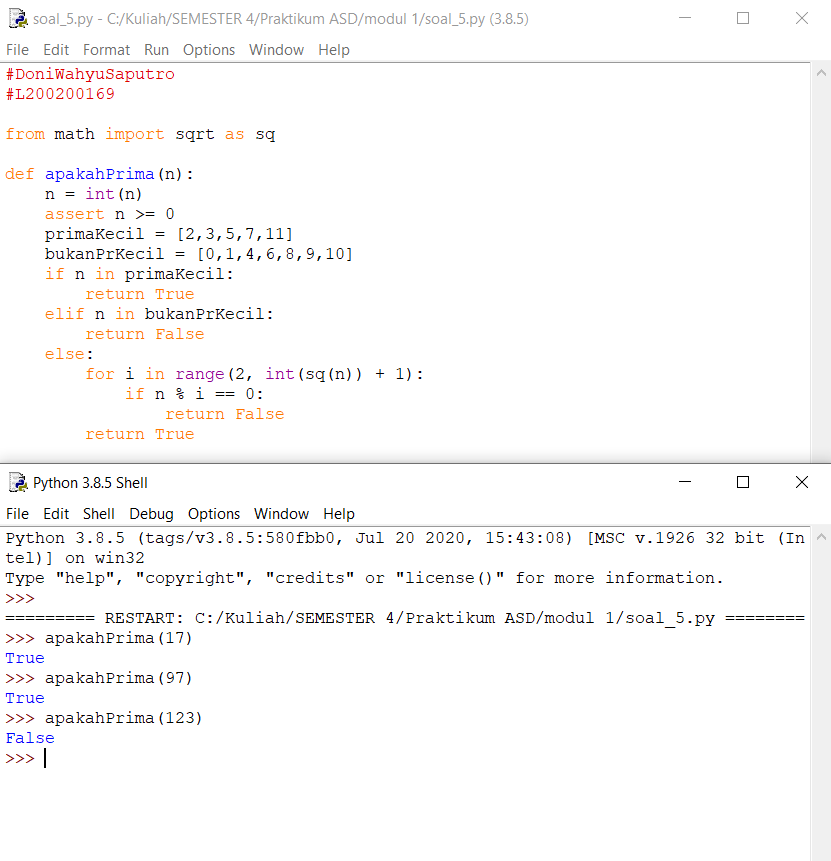 soal_5.py - C:/Kuliah/SEMESTER 4/Praktikum ASD/modul 1/soal_5.py (3.8.5)
File Edit Format Run Options Window Help
#DoniWahyuSaputro
#L200200169

from math import sqrt as sq

def apakahPrima(n):
    n = int(n)
    assert n >= 0
    primaKecil = [2,3,5,7,11]
    bukanPrKecil = [0,1,4,6,8,9,10]
    if n in primaKecil:
        return True
    elif n in bukanPrKecil:
        return False
    else:
        for i in range(2, int(sq(n)) + 1):
            if n % i == 0:
                return False
        return True
Python 3.8.5 Shell
File Edit Shell Debug Options Window Help
Python 3.8.5 (tags/v3.8.5:580fbb0, Jul 20 2020, 15:43:08) [MSC v.1926 32 bit (In
tel)] on win32
Type "help", "copyright", "credits" or "license()" for more information.
>>>
========= RESTART: C:/Kuliah/SEMESTER 4/Praktikum ASD/modul 1/soal_5.py ========
>>> apakahPrima(17)
True
>>> apakahPrima(97)
True
>>> apakahPrima(123)
False
>>>